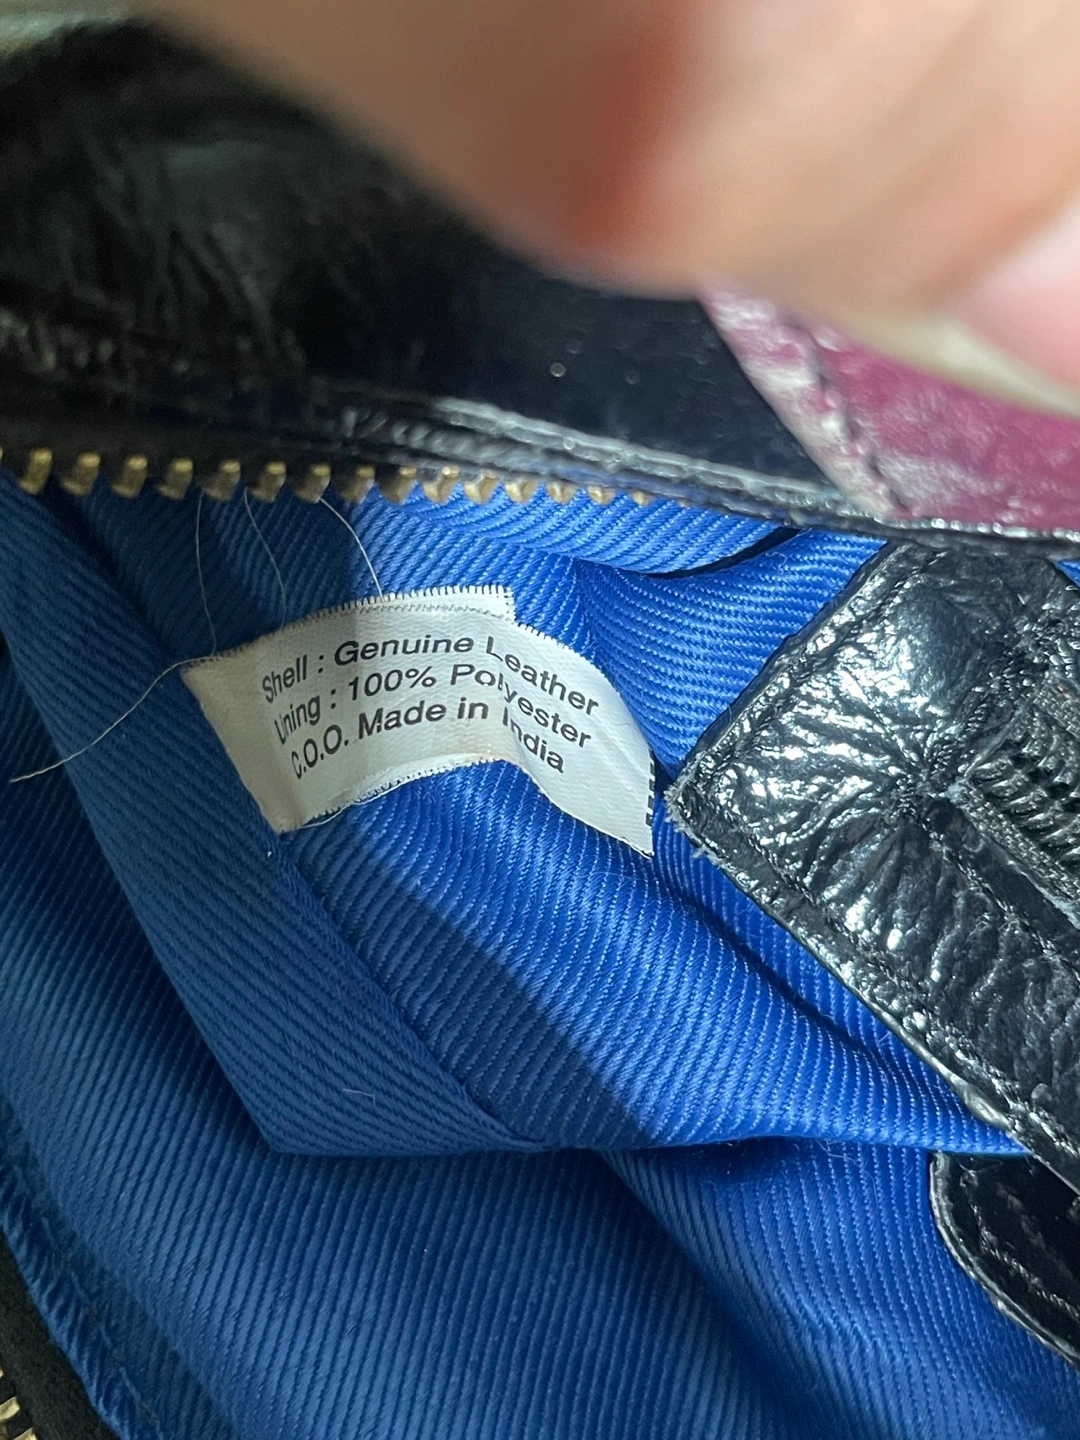 Shell : Genuine Leather
Lining : 100% Polyester
C.O.O. Made in India